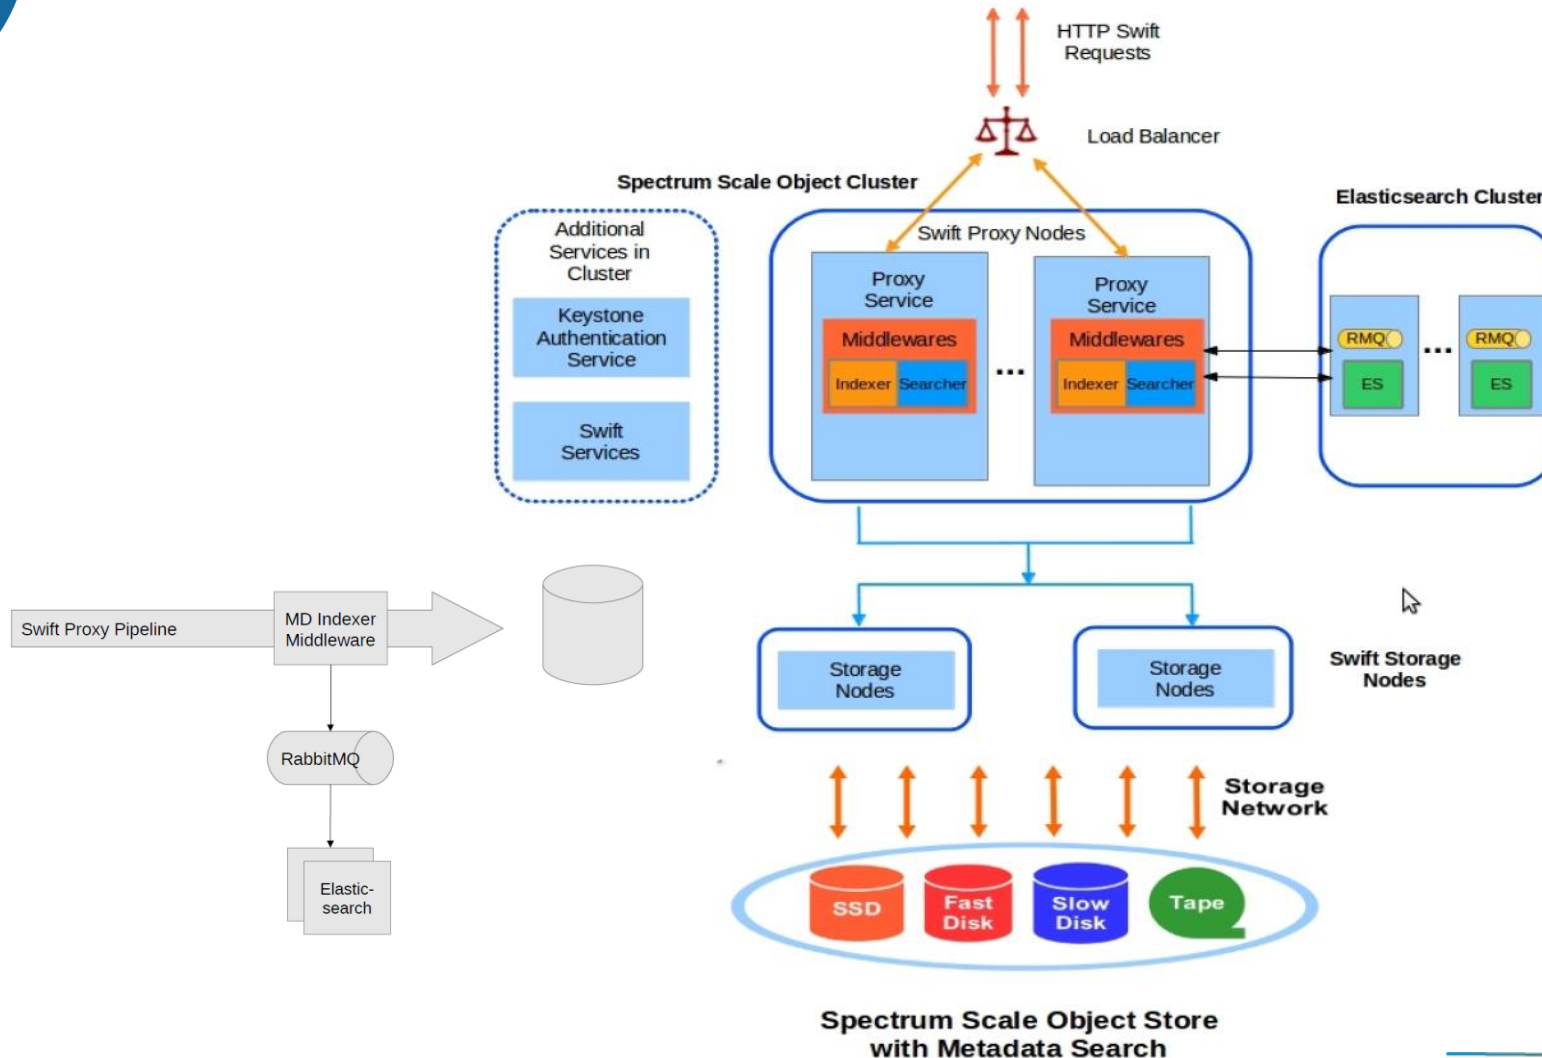 HTTP Swift
Requests
Load Balancer
Spectrum Scale Object Cluster
Elasticsearch Cluster
Additional
Services in
Cluster
Keystone
Authentication
Service
Swift
Services
Swift Proxy Nodes
Proxy
Service
Middlewares
Indexer
Searcher
...
Proxy
Service
Middlewares
Indexer
Searcher
RMQ
ES
...
RMQ
ES
Swift Proxy Pipeline
MD Indexer
Middleware
RabbitMQ
Elastic-
search
Storage
Nodes
Storage
Nodes
Swift Storage
Nodes
Storage
Network
SSD
Fast
Disk
Slow
Disk
Tape
Spectrum Scale Object Store
with Metadata Search